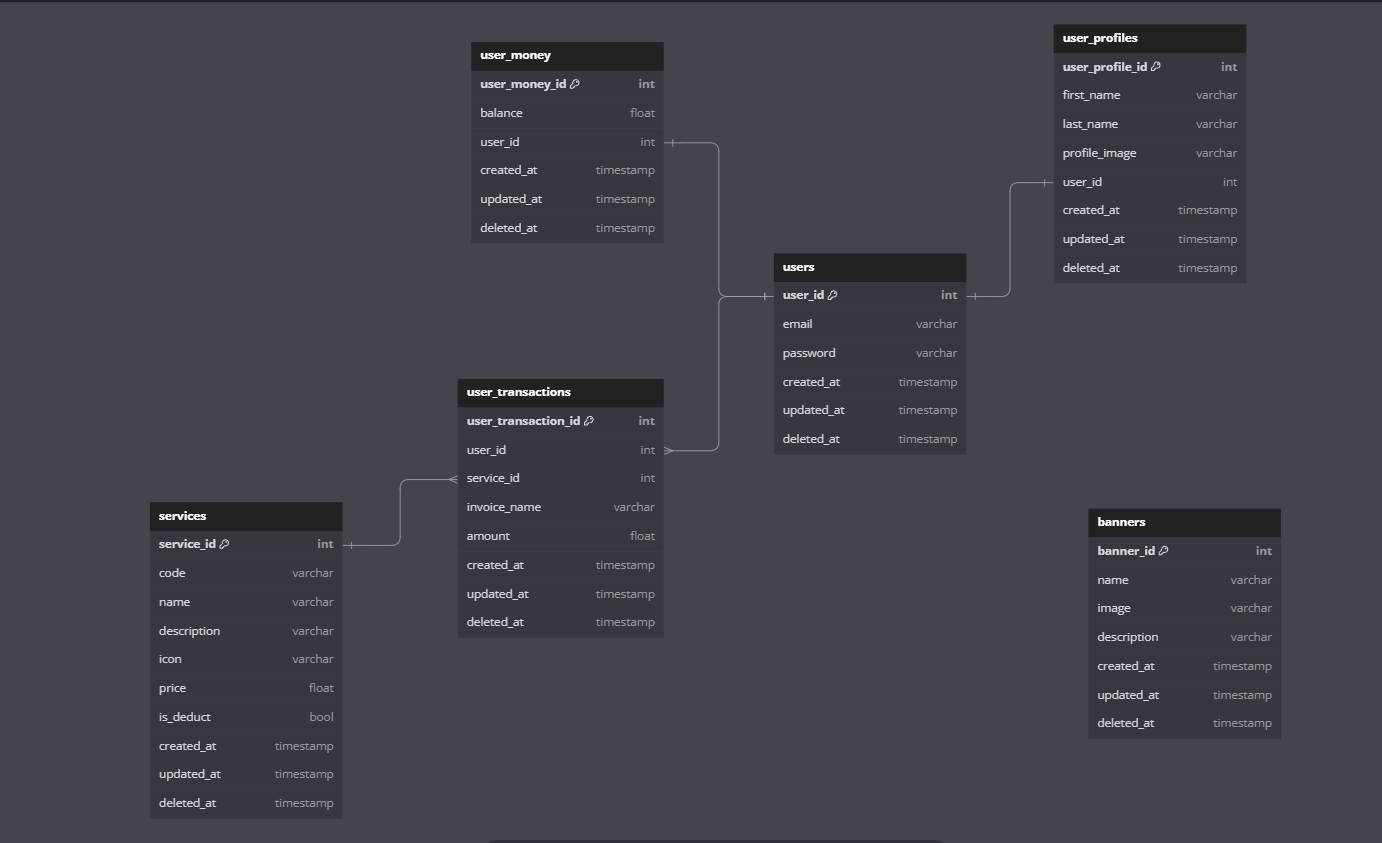 user_money
user_money_id int
balance float
user_id int
created_at timestamp
updated_at timestamp
deleted_at timestamp
user_profiles
user_profile_id int
first_name varchar
last_name varchar
profile_image varchar
user_id int
created_at timestamp
updated_at timestamp
deleted_at timestamp
users
user_id int
email varchar
password varchar
created_at timestamp
updated_at timestamp
deleted_at timestamp
user_transactions
user_transaction_id int
user_id int
service_id int
invoice_name varchar
amount float
created_at timestamp
updated_at timestamp
deleted_at timestamp
services
service_id int
code varchar
name varchar
description varchar
icon varchar
price float
is_deduct bool
created_at timestamp
updated_at timestamp
deleted_at timestamp
banners
banner_id int
name varchar
image varchar
description varchar
created_at timestamp
updated_at timestamp
deleted_at timestamp